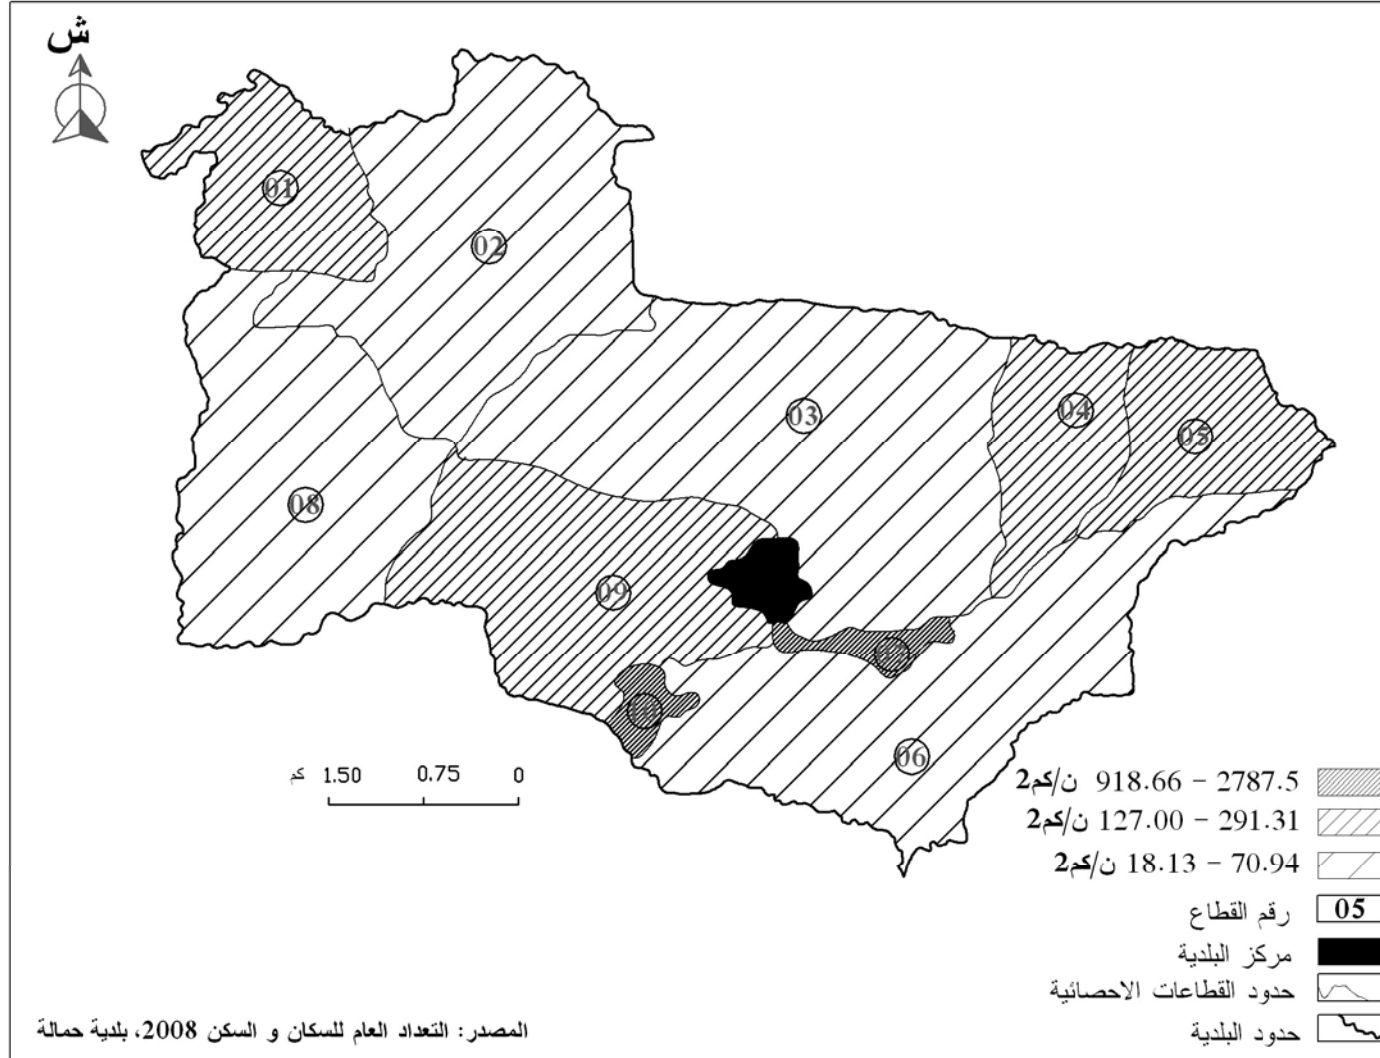 ش
01
02
03
04
05
08
09
06
كم 1.50 0.75 0
918.66 - 2787.5 ن/كم2
127.00 - 291.31 ن/كم2
18.13 - 70.94 ن/كم2
05 رقم القطاع
مركز البلدية
حدود القطاعات الاحصائية
حدود البلدية
المصدر: التعداد العام للسكان و السكن 2008، بلدية حمالة